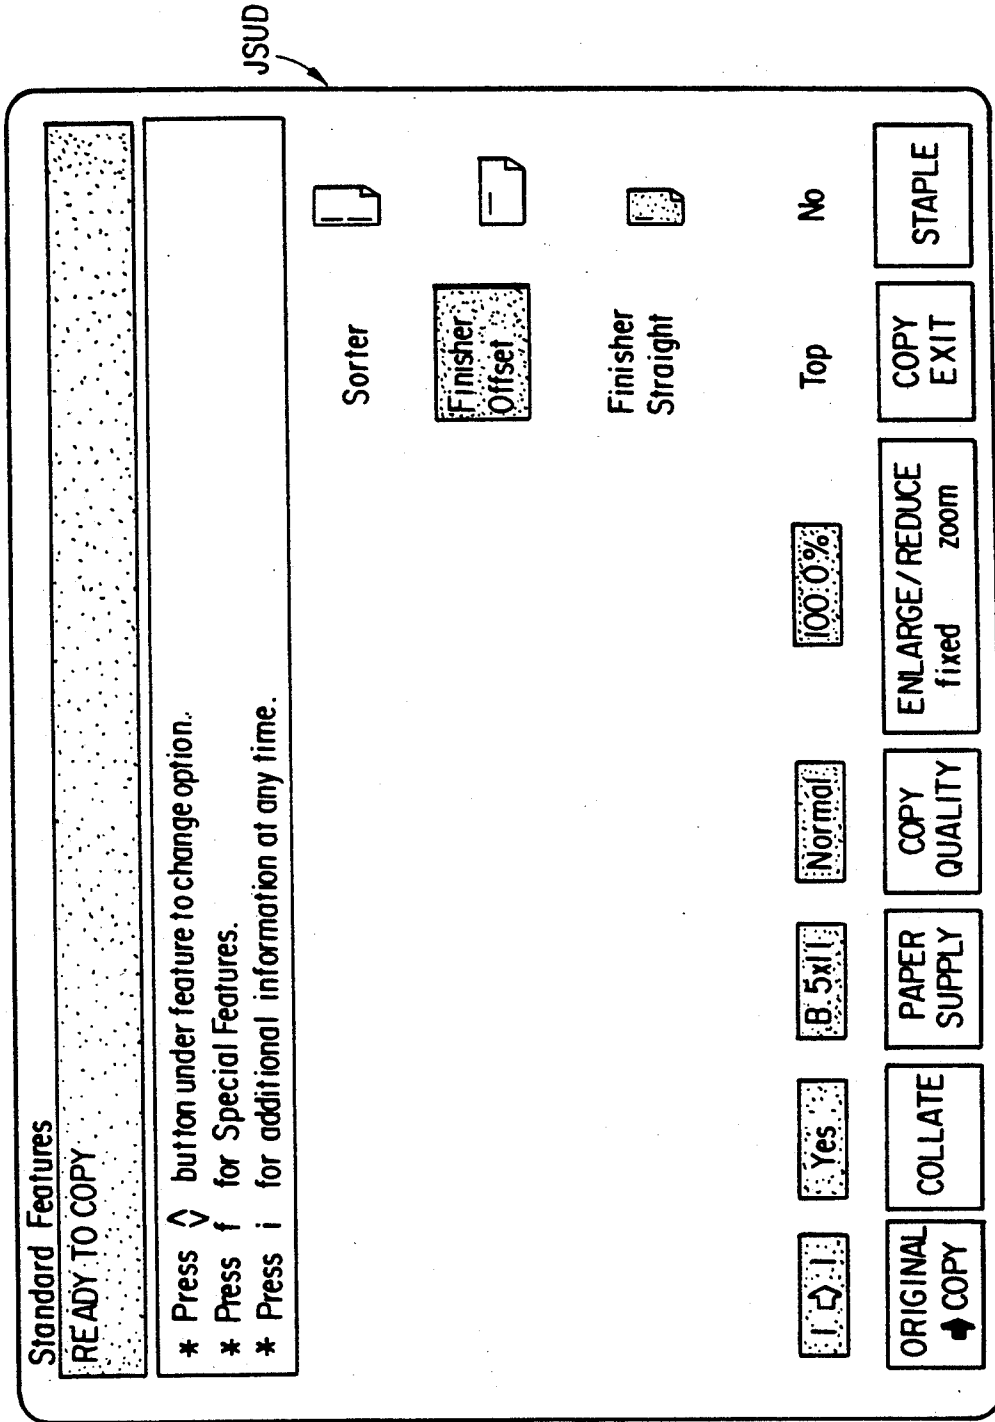 JSUD
Standard Features
READY TO COPY
* Press ◊ button under feature to change option.
* Press f for Special Features.
* Press i for additional information at any time.
Sorter
Finisher
Offset
Finisher
Straight
1 ⇨ 1
Yes
8.5x11
Normal
100.0%
Top
No
ORIGINAL
➧ COPY
COLLATE
PAPER
SUPPLY
COPY
QUALITY
ENLARGE/REDUCE
fixed zoom
COPY
EXIT
STAPLE